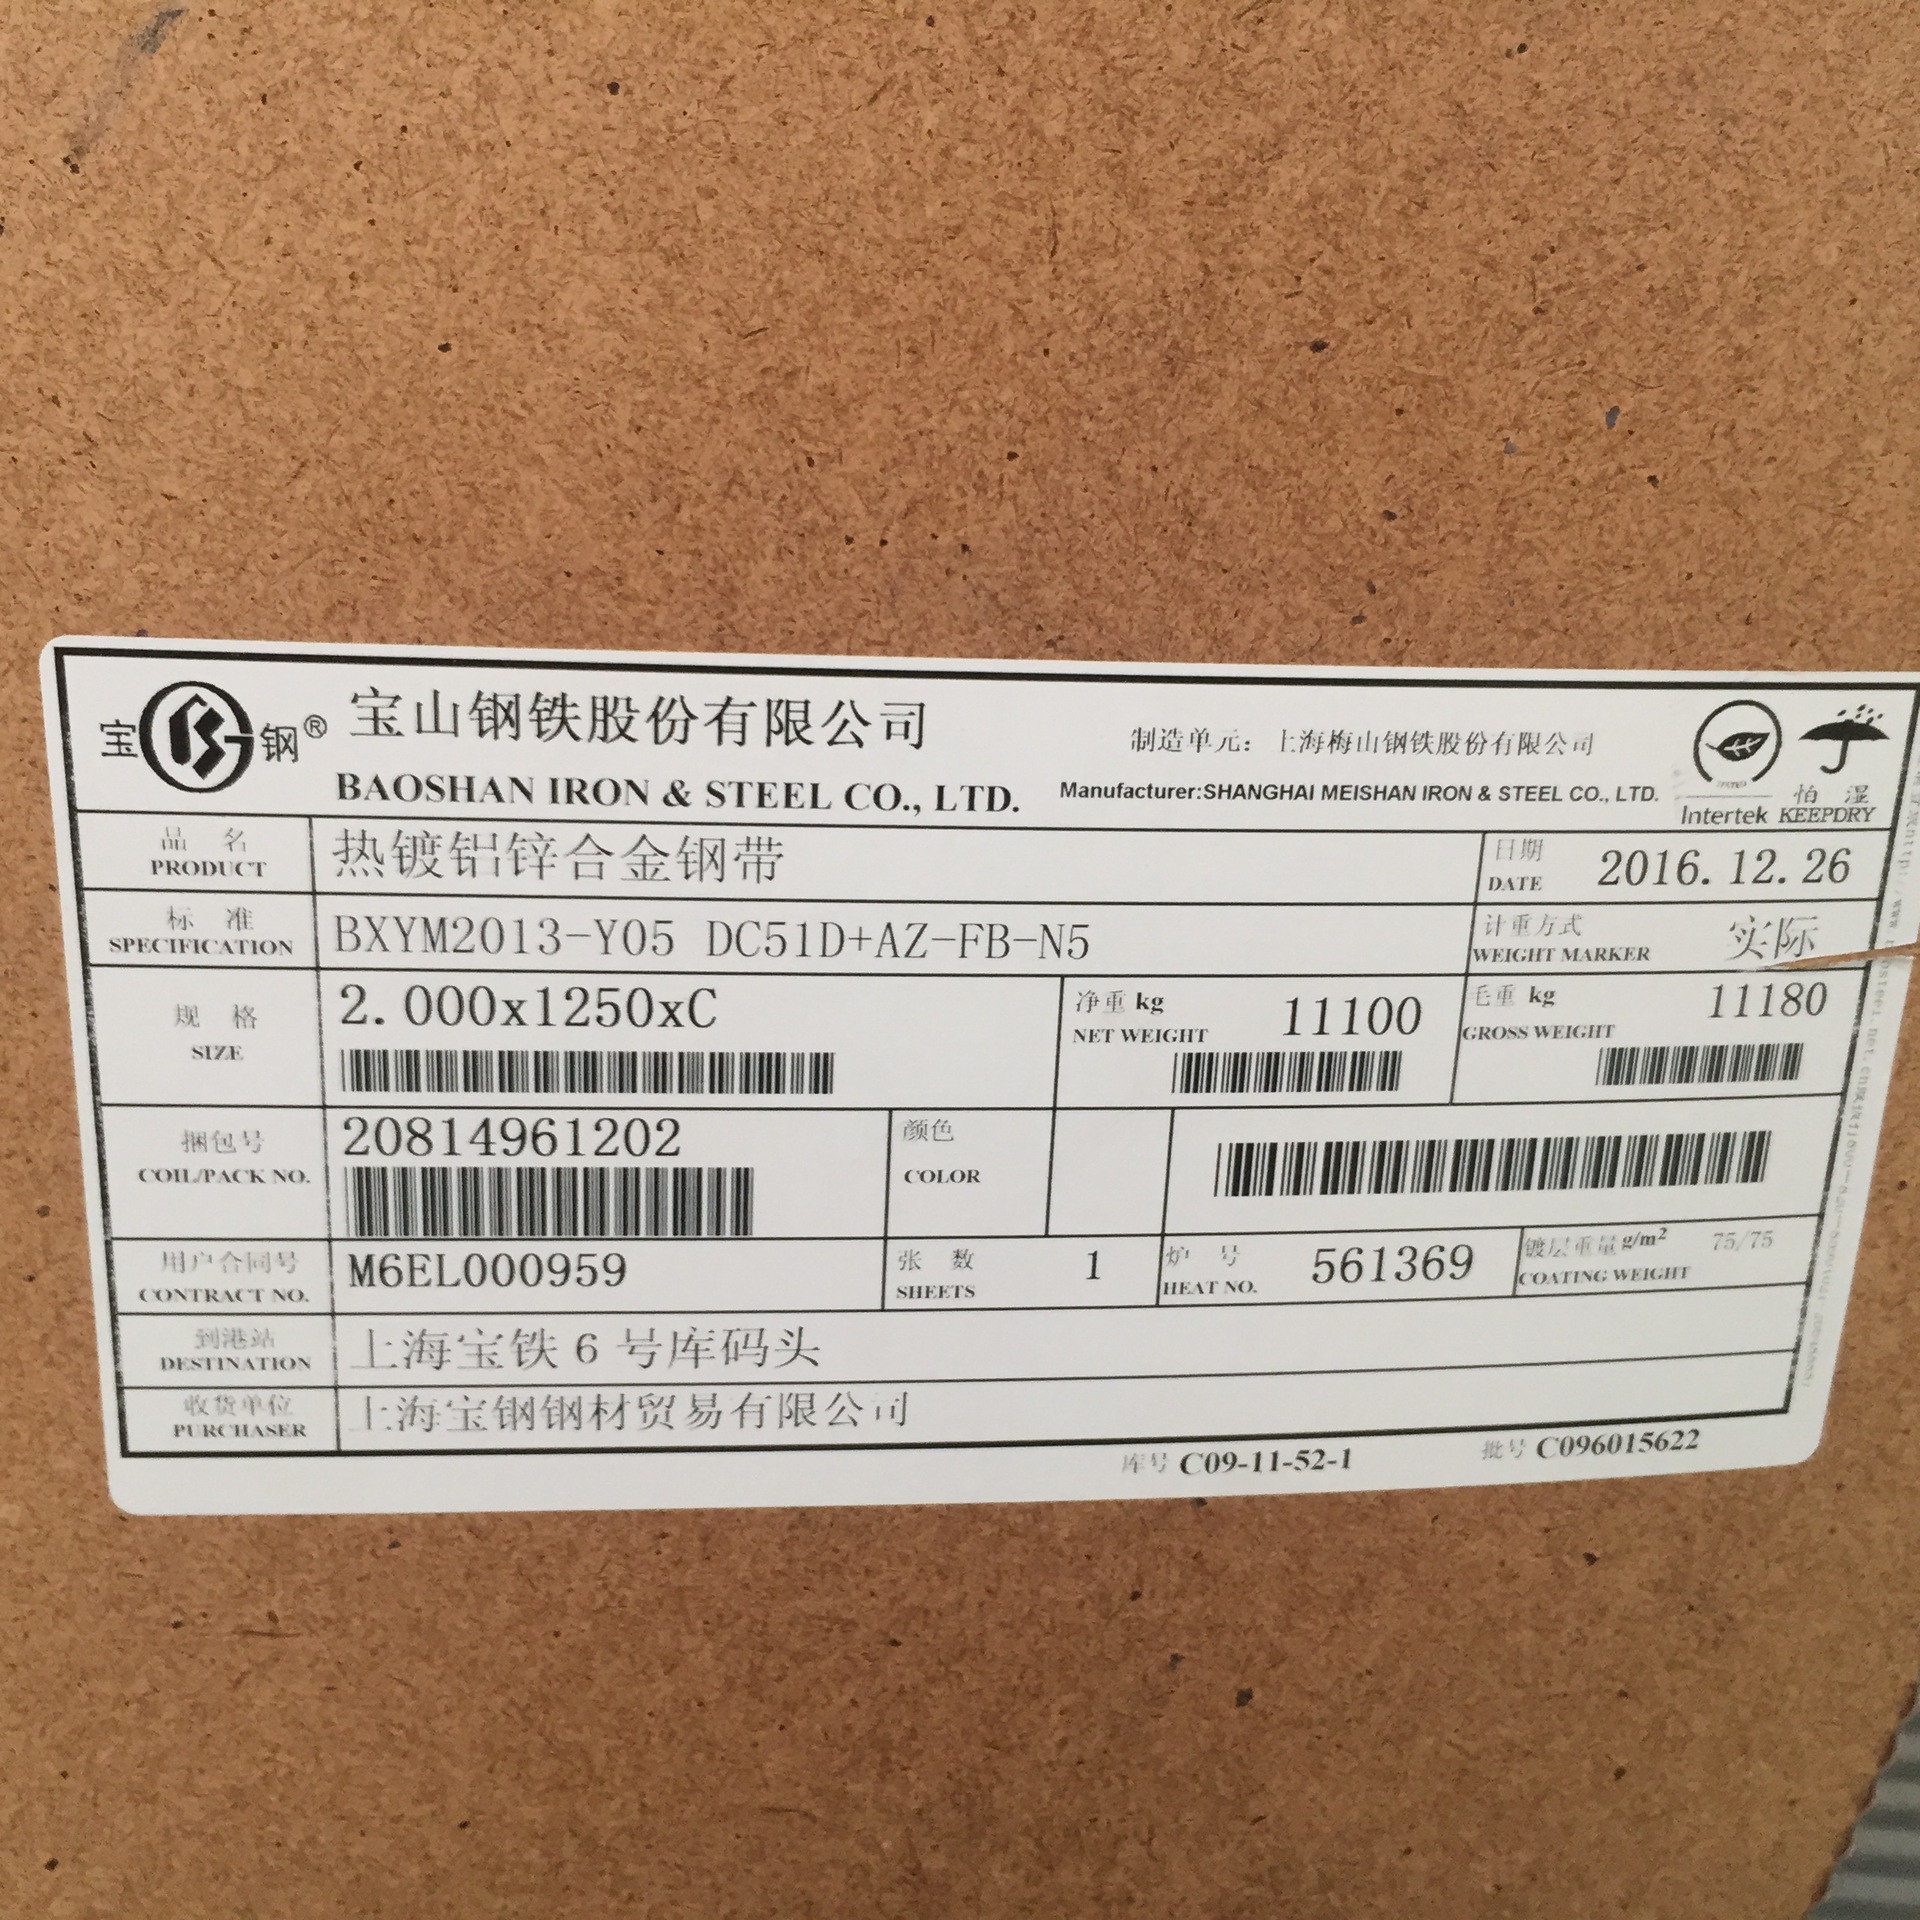 宝钢® 宝山钢铁股份有限公司
BAOSHAN IRON & STEEL CO., LTD.
制造单元：上海梅山钢铁股份有限公司
Manufacturer:SHANGHAI MEISHAN IRON & STEEL CO., LTD.
Intertek
怕湿
KEEPDRY
品名
PRODUCT
热镀铝锌合金钢带
日期
DATE
2016.12.26
标准
SPECIFICATION
BXYM2013-Y05 DC51D+AZ-FB-N5
计重方式
WEIGHT MARKER
实际
规格
SIZE
2.000x1250xC
净重 kg
NET WEIGHT
11100
毛重 kg
GROSS WEIGHT
11180
捆包号
COIL/PACK NO.
20814961202
颜色
COLOR
用户合同号
CONTRACT NO.
M6EL000959
张数
SHEETS
1
炉号
HEAT NO.
561369
镀层重量 g/m²
COATING WEIGHT
75/75
到港站
DESTINATION
上海宝铁6号库码头
收货单位
PURCHASER
上海宝钢钢材贸易有限公司
库号 C09-11-52-1
批号 C096015622